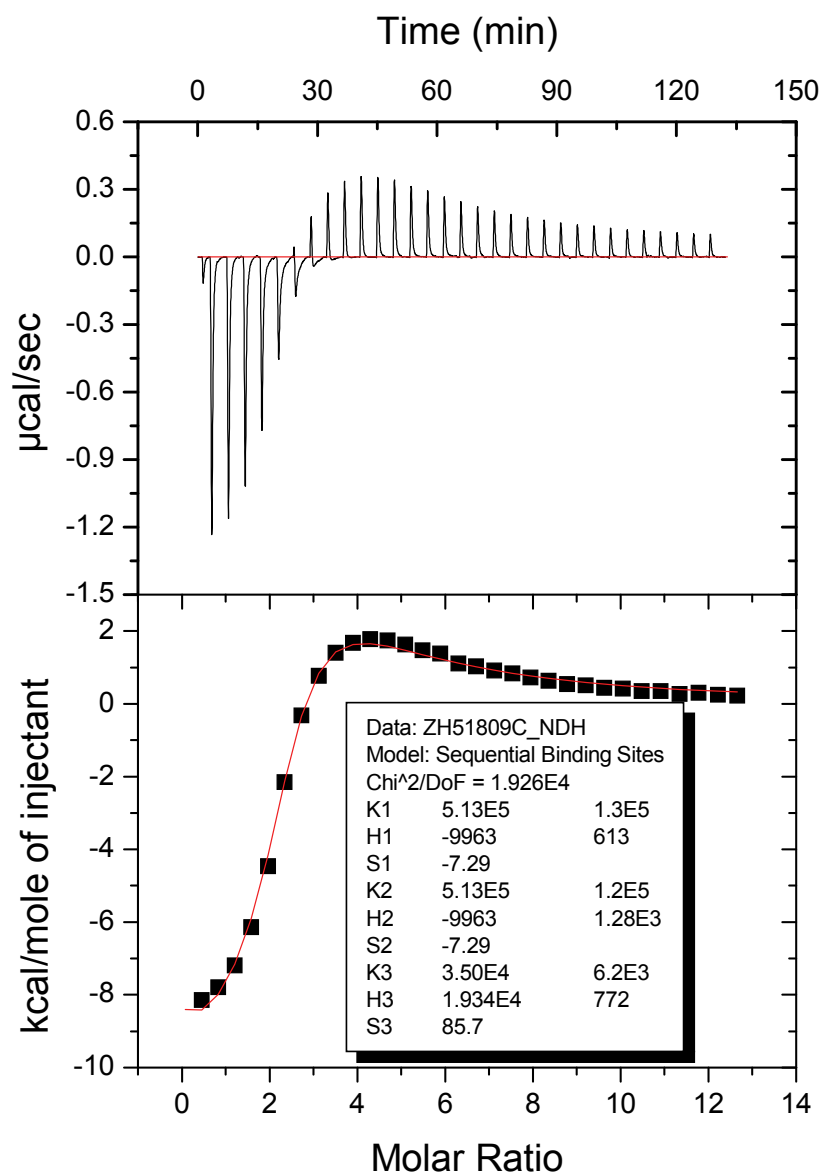 Time (min)
0 30 60 90 120 150
0.6
0.3
0.0
-0.3
-0.6
-0.9
-1.2
-1.5
µcal/sec
2
0
-2
-4
-6
-8
-10
kcal/mole of injectant
Data: ZH51809C_NDH
Model: Sequential Binding Sites
Chi^2/DoF = 1.926E4
K1 5.13E5 1.3E5
H1 -9963 613
S1 -7.29
K2 5.13E5 1.2E5
H2 -9963 1.28E3
S2 -7.29
K3 3.50E4 6.2E3
H3 1.934E4 772
S3 85.7
0 2 4 6 8 10 12 14
Molar Ratio